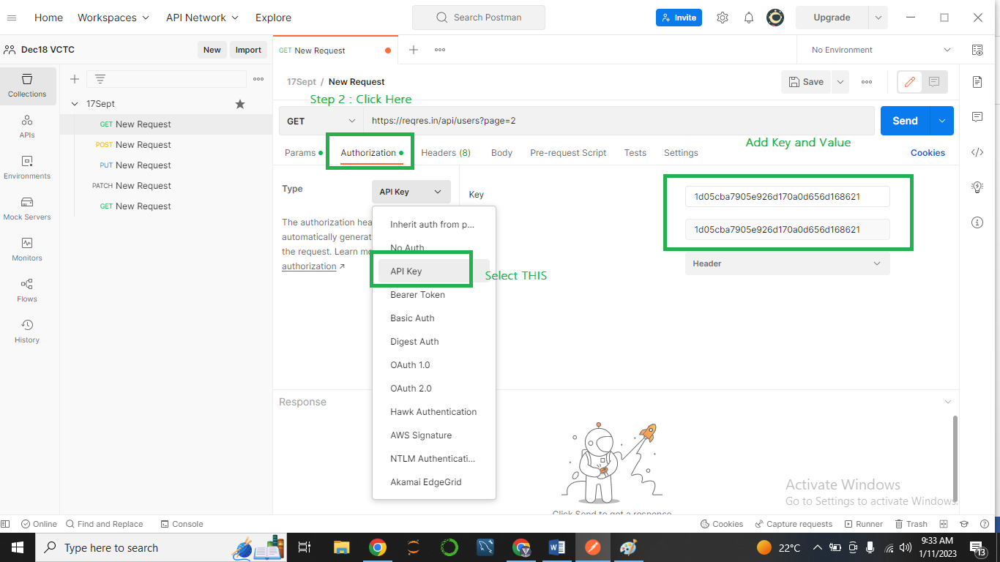 Home Workspaces API Network Explore Search Postman Invite Upgrade
Dec18 VCTC New Import GET New Request No Environment
Collections
APIs
Environments
Mock Servers
Monitors
Flows
History
17Sept
GET New Request
POST New Request
PUT New Request
PATCH New Request
GET New Request
17Sept / New Request Save
Step 2 : Click Here
GET https://reqres.in/api/users?page=2 Send
Add Key and Value
Params Authorization Headers (8) Body Pre-request Script Tests Settings Cookies
Type API Key Key 1d05cba7905e926d170a0d656d168621
1d05cba7905e926d170a0d656d168621
Header
The authorization hea
automatically generat
the request. Learn mo
authorization
Inherit auth from p...
No Auth
API Key Select THIS
Bearer Token
Basic Auth
Digest Auth
OAuth 1.0
OAuth 2.0
Hawk Authentication
AWS Signature
NTLM Authenticati...
Akamai EdgeGrid
Response
Click Send to get a response
Activate Windows
Go to Settings to activate Windows.
Online Find and Replace Console Cookies Capture requests Runner Trash
Type here to search 22°C 9:33 AM
1/11/2023 13